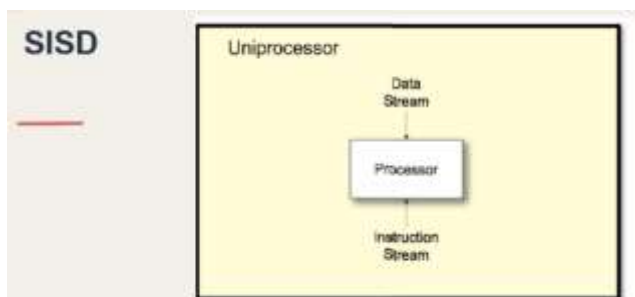 SISD
Uniprocessor
Data
Stream
Processor
Instruction
Stream